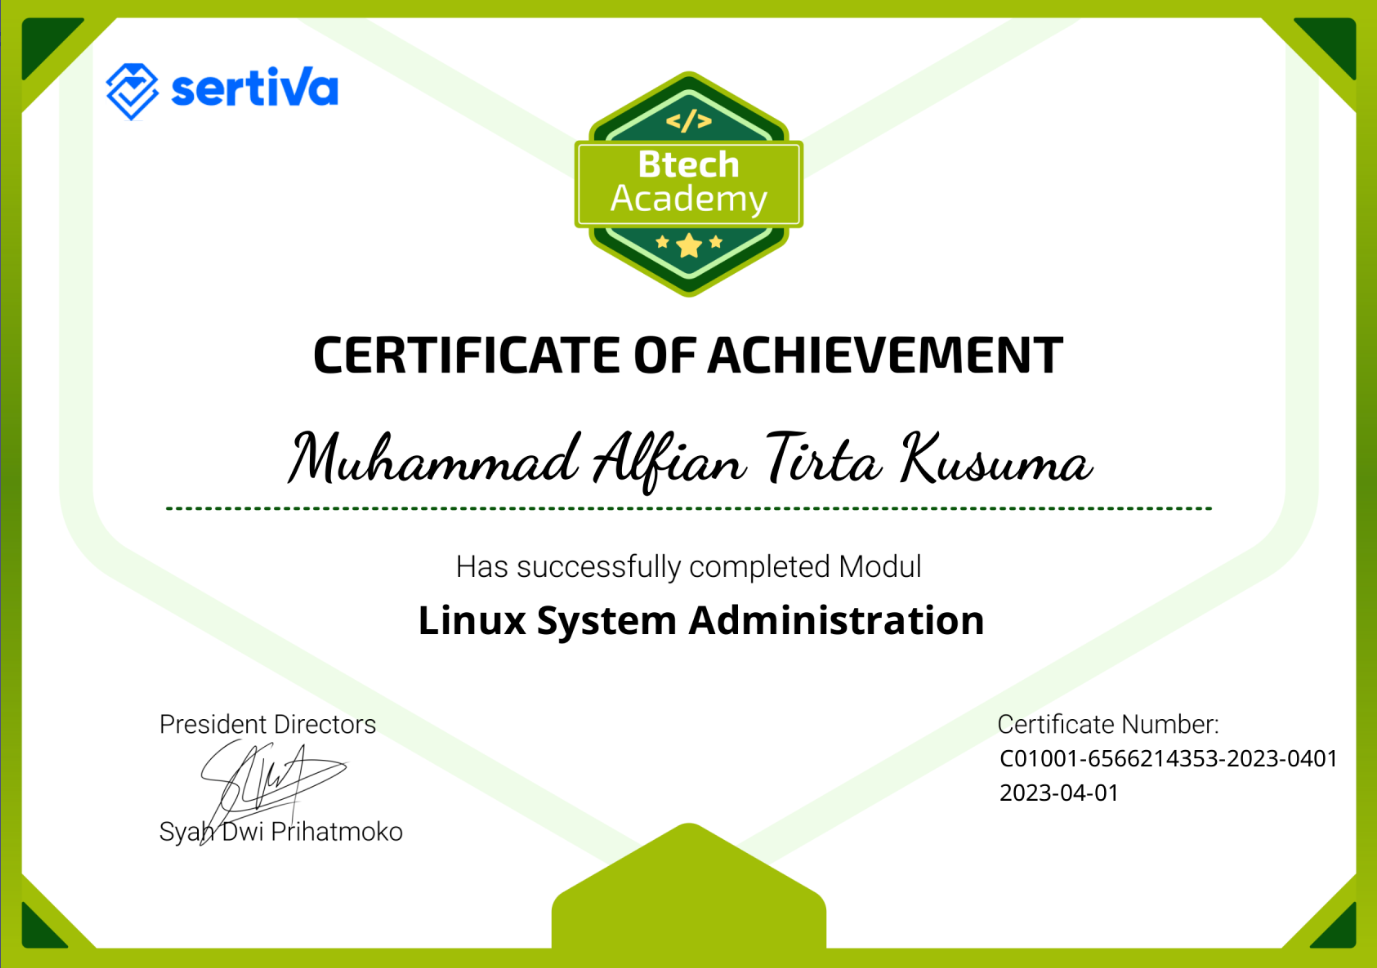 sertiva
</>
Btech
Academy
CERTIFICATE OF ACHIEVEMENT
Muhammad Alfian Tirta Kusuma
Has successfully completed Modul
Linux System Administration
President Directors
Syah Dwi Prihatmoko
Certificate Number:
C01001-6566214353-2023-0401
2023-04-01